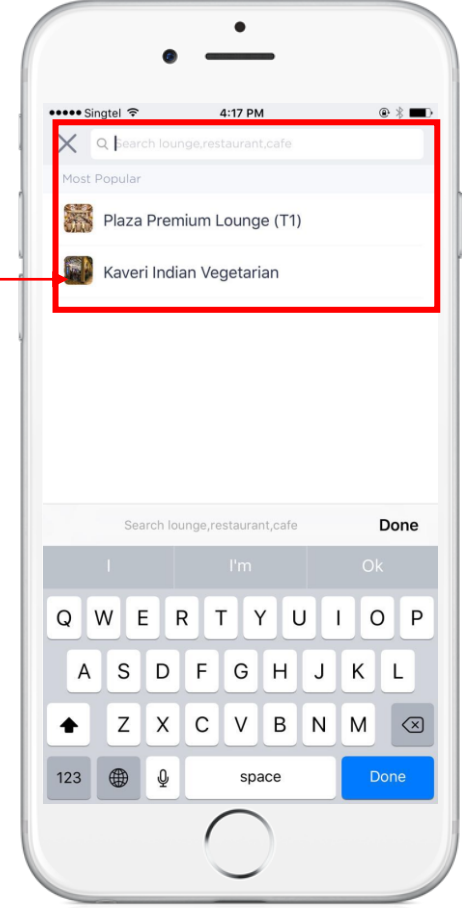 Singtel 4:17 PM
Search lounge,restaurant,cafe
Most Popular
Plaza Premium Lounge (T1)
Kaveri Indian Vegetarian
Search lounge,restaurant,cafe Done
I I'm Ok
Q W E R T Y U I O P
A S D F G H J K L
Z X C V B N M
123 space Done